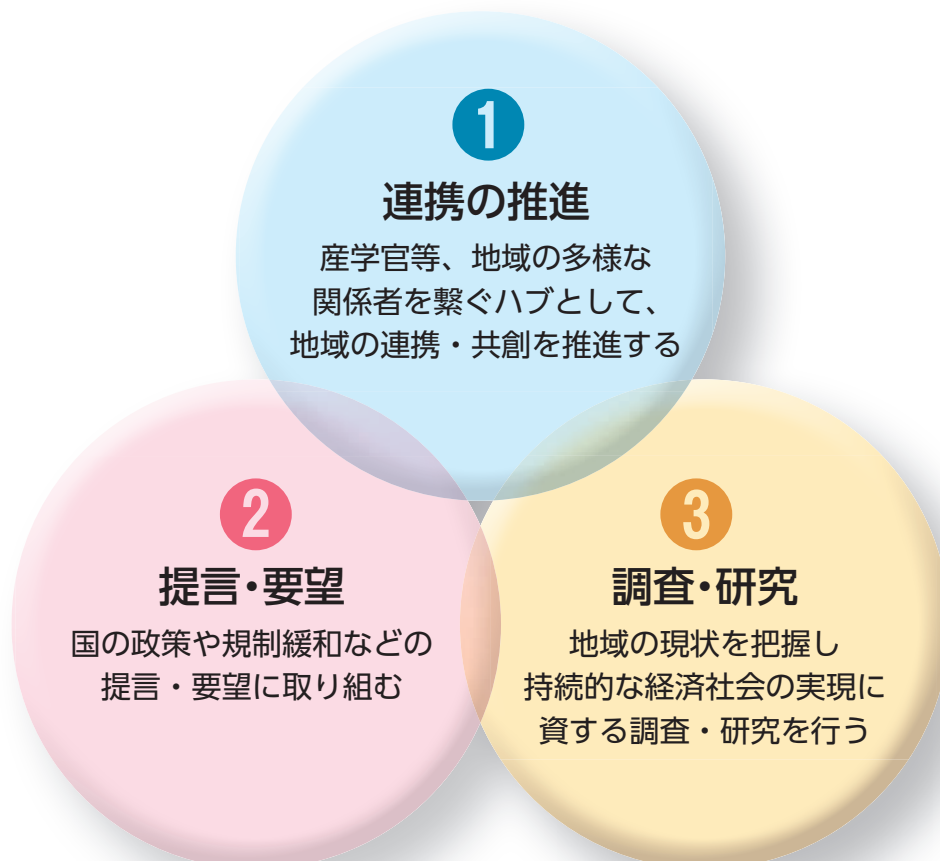 1
連携の推進
産学官等、地域の多様な
関係者を繋ぐハブとして、
地域の連携・共創を推進する
2
提言・要望
国の政策や規制緩和などの
提言・要望に取り組む
3
調査・研究
地域の現状を把握し
持続的な経済社会の実現に
資する調査・研究を行う